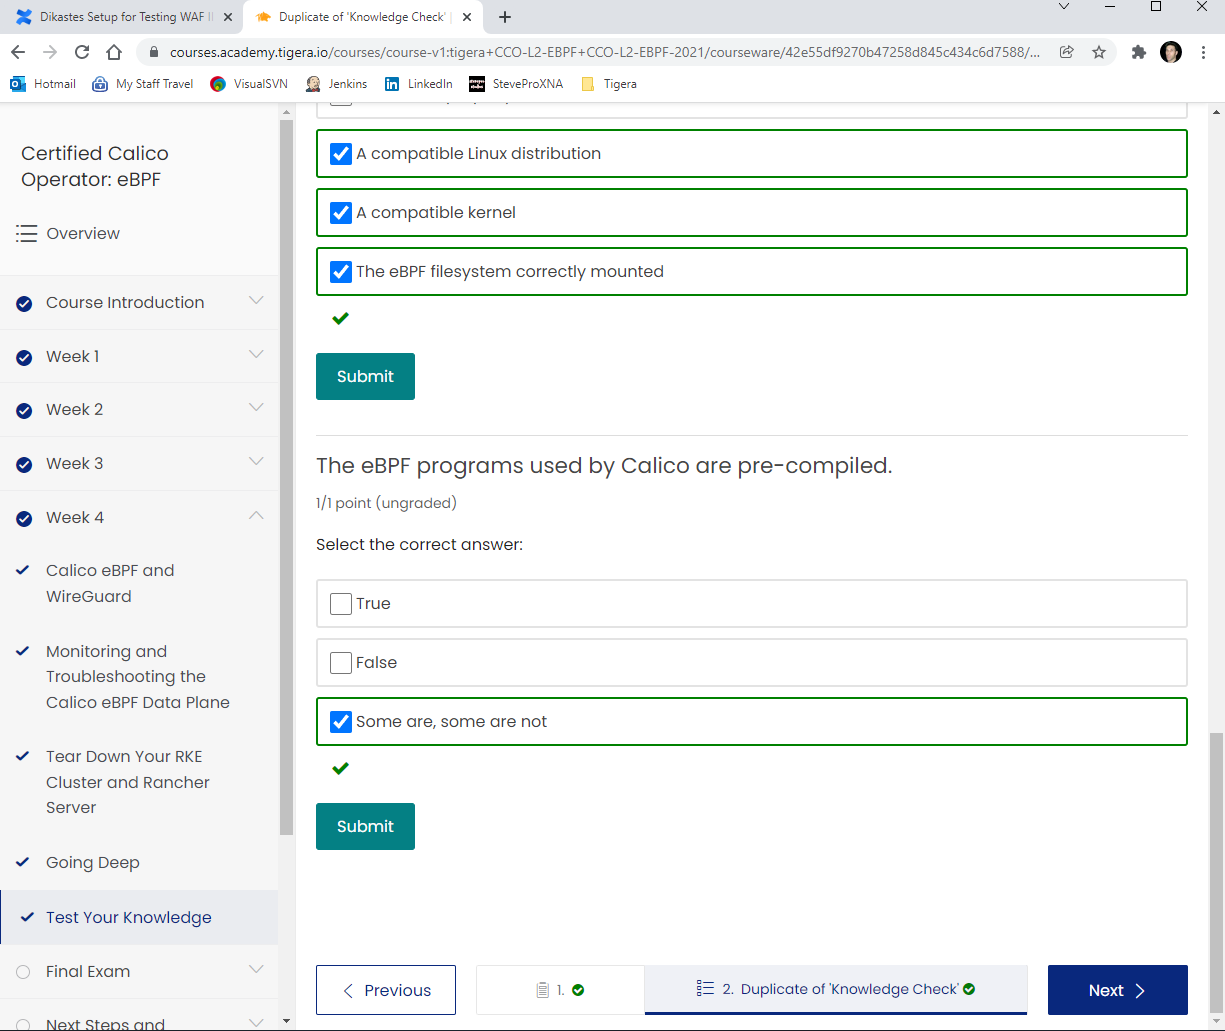 Dikastes Setup for Testing WAF
Duplicate of 'Knowledge Check'
courses.academy.tigera.io/courses/course-v1:tigera+CCO-L2-EBPF+CCO-L2-EBPF-2021/courseware/42e55df9270b47258d845c434c6d7588/...
Hotmail
My Staff Travel
VisualSVN
Jenkins
LinkedIn
SteveProXNA
Tigera
Certified Calico
Operator: eBPF
Overview
Course Introduction
Week 1
Week 2
Week 3
Week 4
Calico eBPF and
WireGuard
Monitoring and
Troubleshooting the
Calico eBPF Data Plane
Tear Down Your RKE
Cluster and Rancher
Server
Going Deep
Test Your Knowledge
Final Exam
Next Steps and
A compatible Linux distribution
A compatible kernel
The eBPF filesystem correctly mounted
Submit
The eBPF programs used by Calico are pre-compiled.
1/1 point (ungraded)
Select the correct answer:
True
False
Some are, some are not
Submit
Previous
1.
2. Duplicate of 'Knowledge Check'
Next